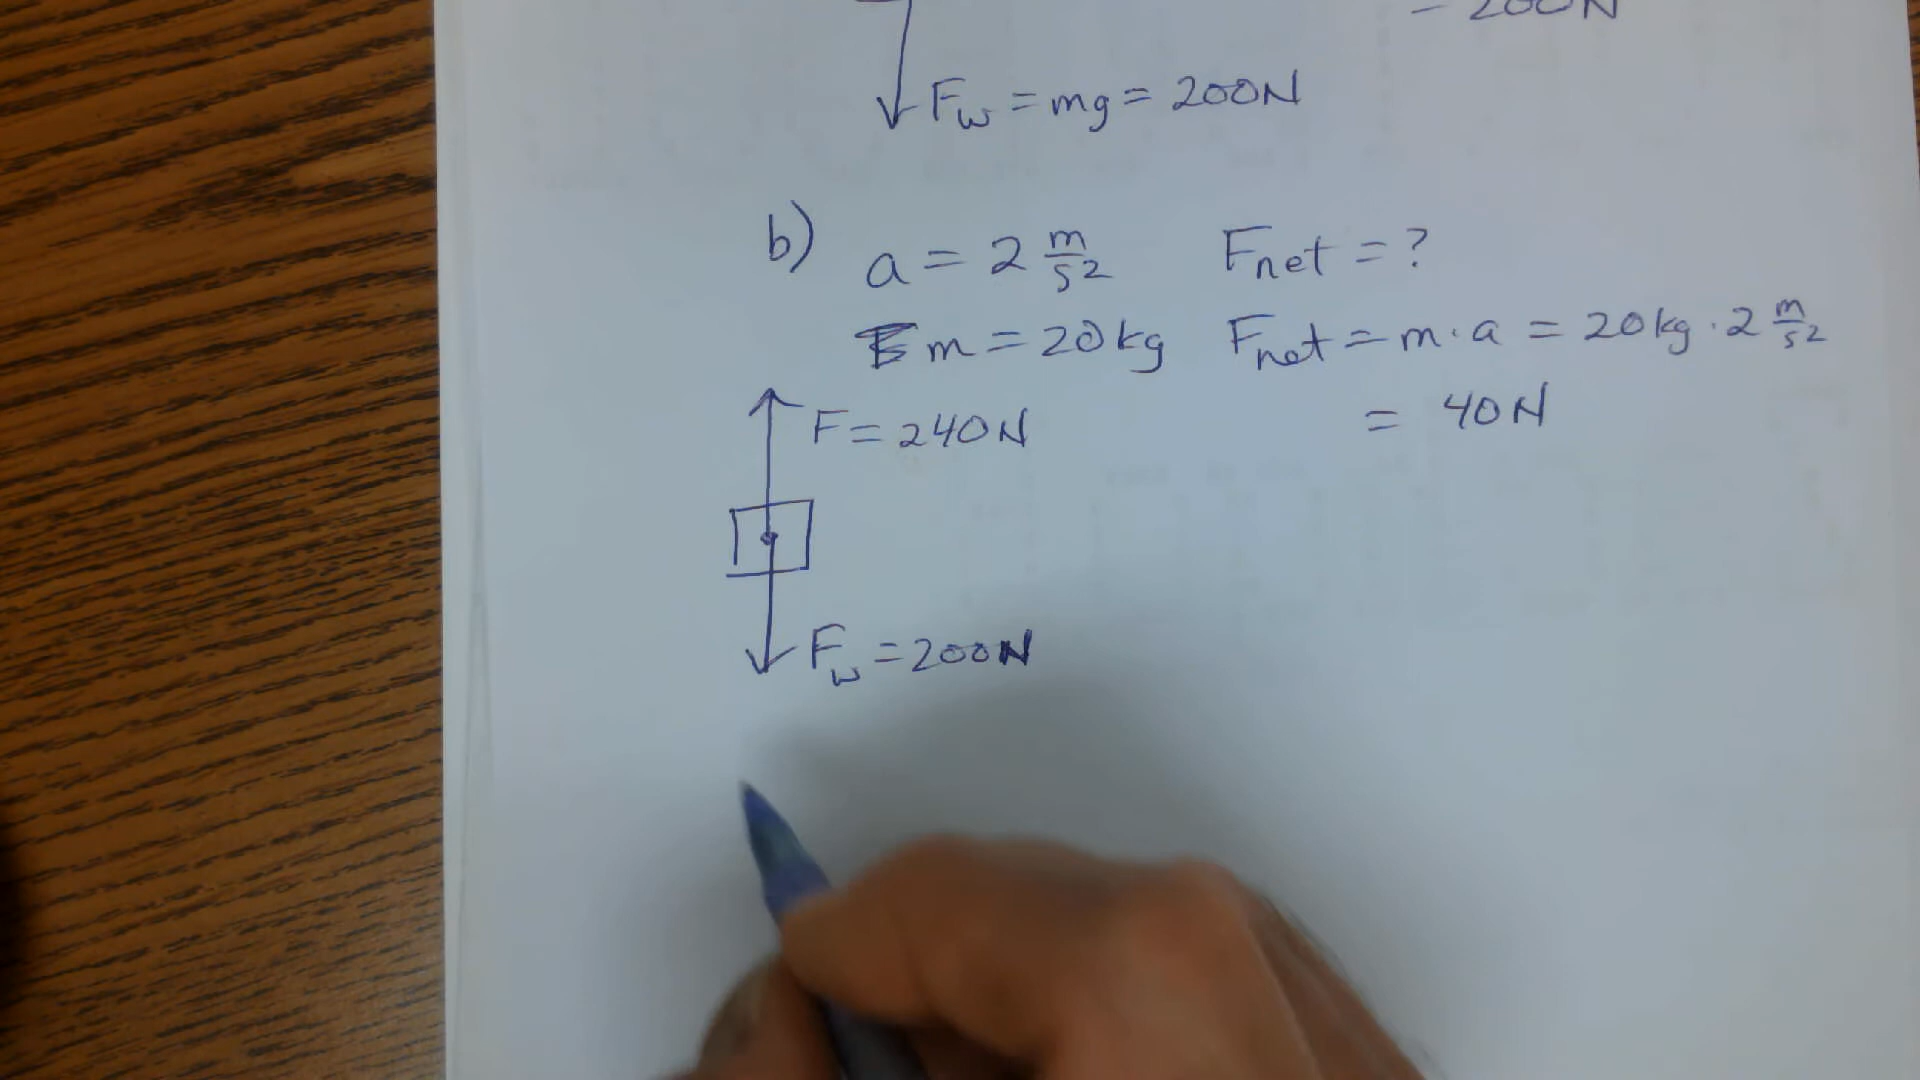 = 200N
F_w = mg = 200N
b) a = 2 m/s² F_net = ?
m = 20kg F_net = m·a = 20kg·2 m/s²
F = 240N = 40N
F_w = 200N